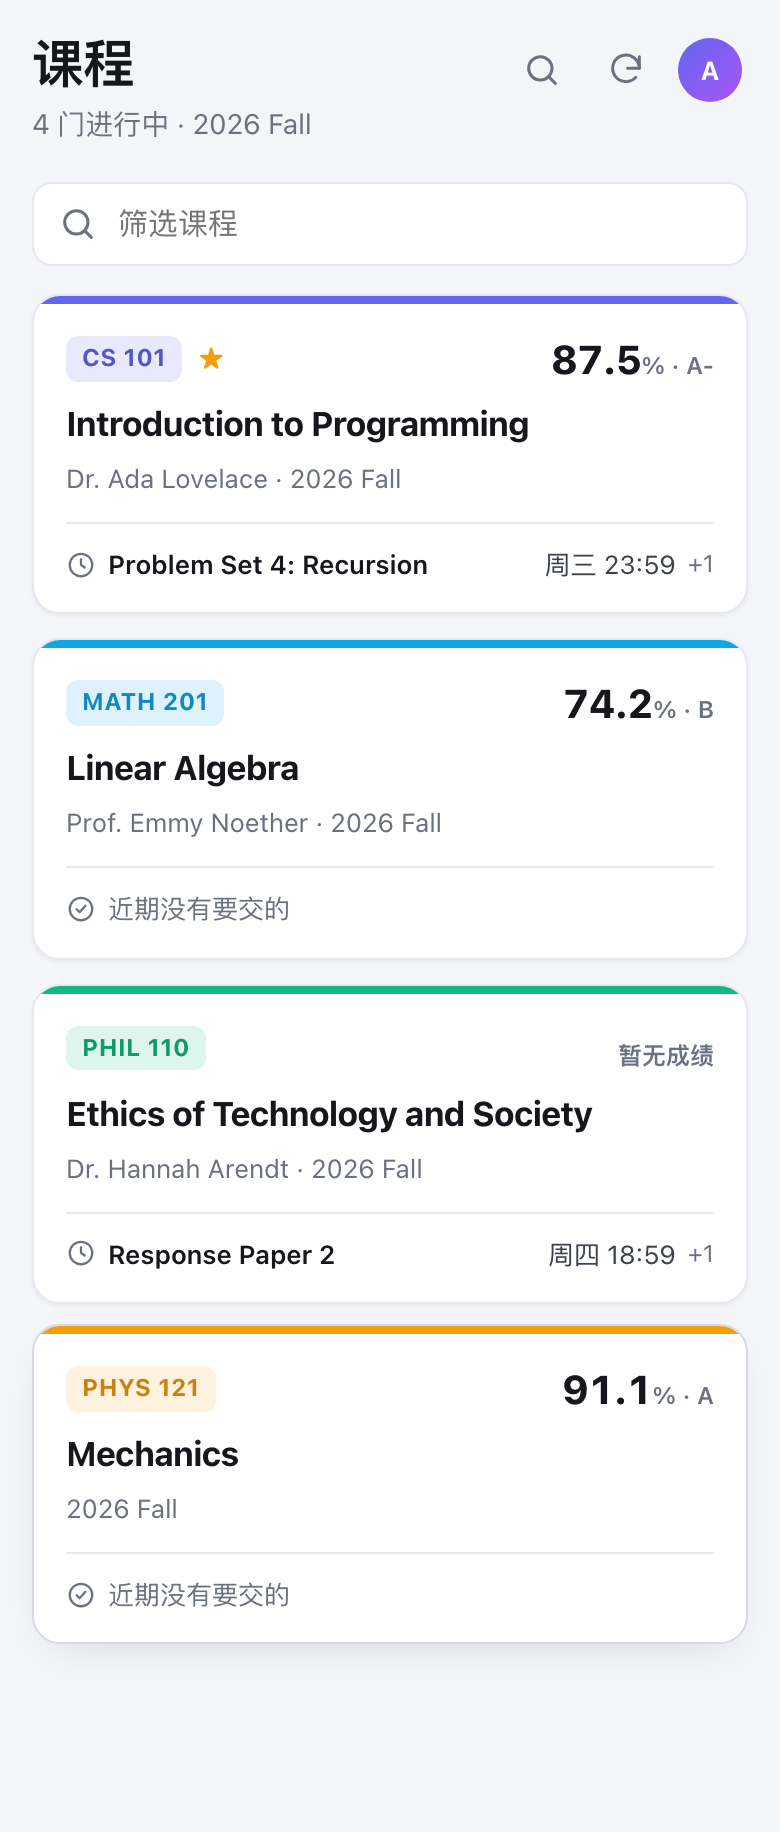 课程
A
4 门进行中 · 2026 Fall
筛选课程
CS 101
87.5% · A-
Introduction to Programming
Dr. Ada Lovelace · 2026 Fall
Problem Set 4: Recursion 周三 23:59 +1
MATH 201
74.2% · B
Linear Algebra
Prof. Emmy Noether · 2026 Fall
近期没有要交的
PHIL 110
暂无成绩
Ethics of Technology and Society
Dr. Hannah Arendt · 2026 Fall
Response Paper 2 周四 18:59 +1
PHYS 121
91.1% · A
Mechanics
2026 Fall
近期没有要交的